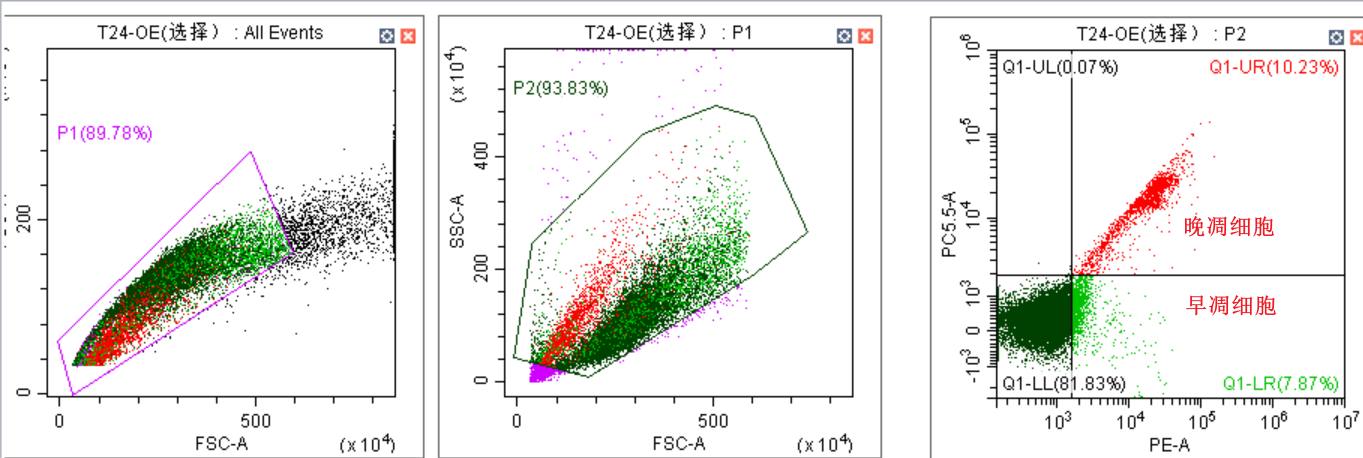 T24-OE(选择） : All Events
P1(89.78%)
200
0
0
500
FSC-A
(x 10⁴)
T24-OE(选择） : P1
(x 10⁴)
P2(93.83%)
400
SSC-A
200
0
0
500
FSC-A
(x 10⁴)
T24-OE(选择） : P2
10⁶
Q1-UL(0.07%)
Q1-UR(10.23%)
10⁵
PC5.5-A
10⁴
晚凋细胞
10³
早凋细胞
0
-10³
Q1-LL(81.83%)
Q1-LR(7.87%)
10³
10⁴
10⁵
10⁶
10⁷
PE-A